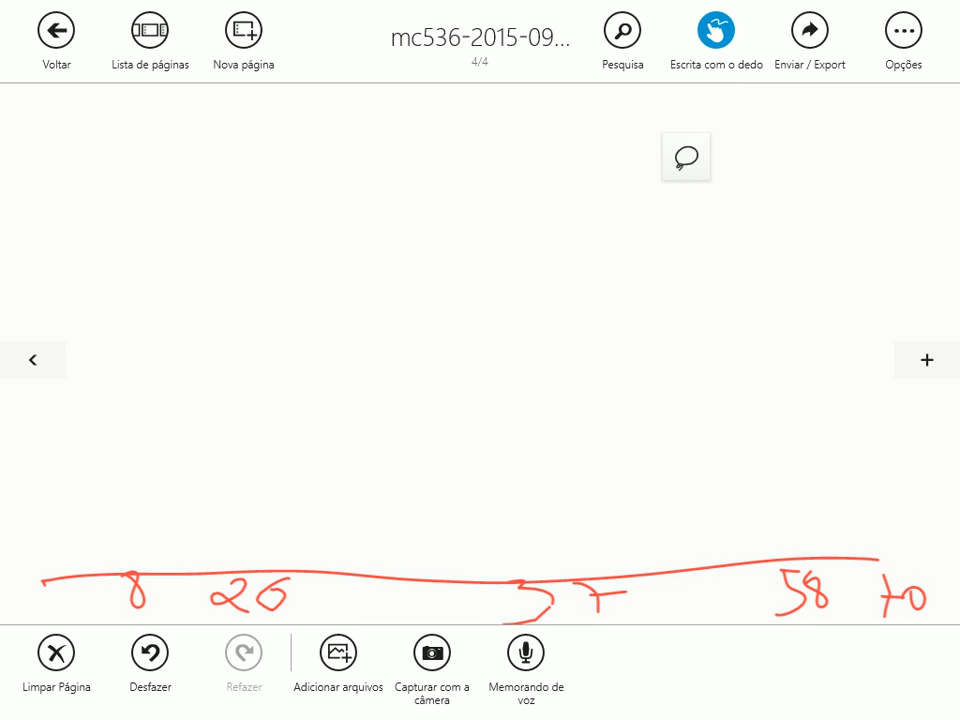 Voltar
Lista de páginas
Nova página
mc536-2015-09...
4/4
Pesquisa
Escrita com o dedo
Enviar / Export
Opções
8 26 37 58 70
Limpar Página
Desfazer
Refazer
Adicionar arquivos
Capturar com a
câmera
Memorando de
voz